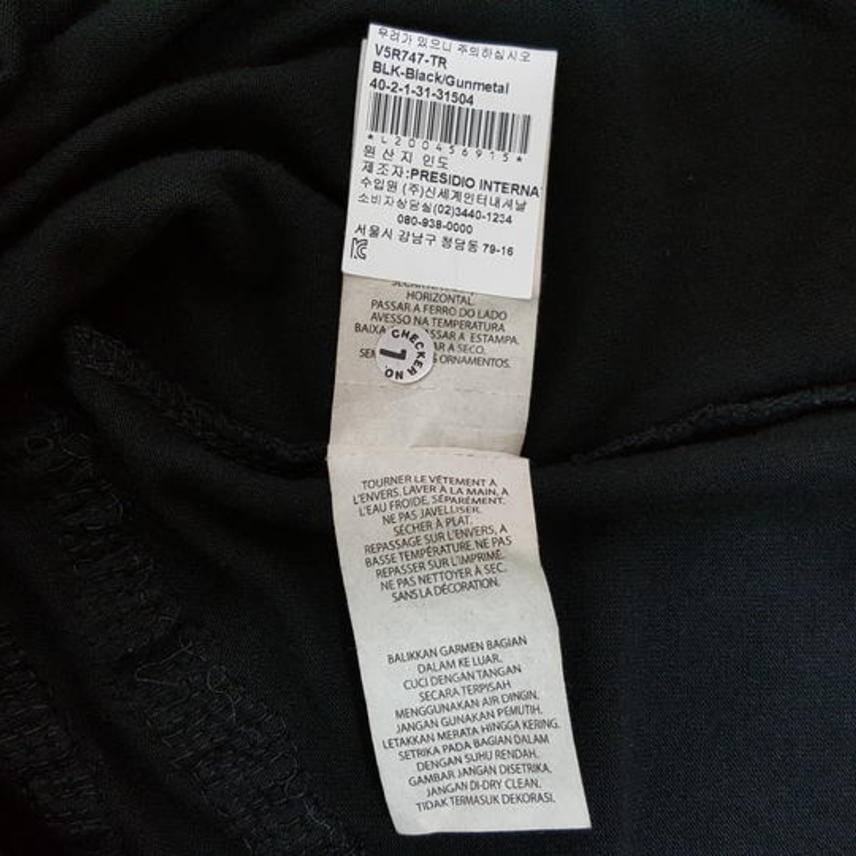 우려가 있으니 주의하십시오
V5R747-TR
BLK-Black/Gunmetal
40-2-1-31-31504
*L200456915*
원산지 인도
제조자:PRESIDIO INTERNA
수입원 (주)신세계인터내셔날
소비자상담실(02)3440-1234
080-938-0000
서울시 강남구 청담동 79-16
HORIZONTAL.
PASSAR A FERRO DO LADO
AVESSO NA TEMPERATURA
BAIXA ASSAR A ESTAMPA.
AR A SECO.
SEM ORNAMENTOS.
CHECKER NO.
1
TOURNER LE VÊTEMENT À
L'ENVERS. LAVER À LA MAIN, À
L'EAU FROIDE, SÉPARÉMENT.
NE PAS JAVELLISER.
SÉCHER À PLAT.
REPASSAGE SUR L'ENVERS, À
BASSE TEMPÉRATURE. NE PAS
REPASSER SUR L'IMPRIMÉ.
NE PAS NETTOYER À SEC.
SANS LA DÉCORATION.
BALIKKAN GARMEN BAGIAN
DALAM KE LUAR.
CUCI DENGAN TANGAN
SECARA TERPISAH
MENGGUNAKAN AIR DINGIN.
JANGAN GUNAKAN PEMUTIH.
LETAKKAN MERATA HINGGA KERING.
SETRIKA PADA BAGIAN DALAM
DENGAN SUHU RENDAH.
GAMBAR JANGAN DISETRIKA.
JANGAN DI-DRY CLEAN.
TIDAK TERMASUK DEKORASI.